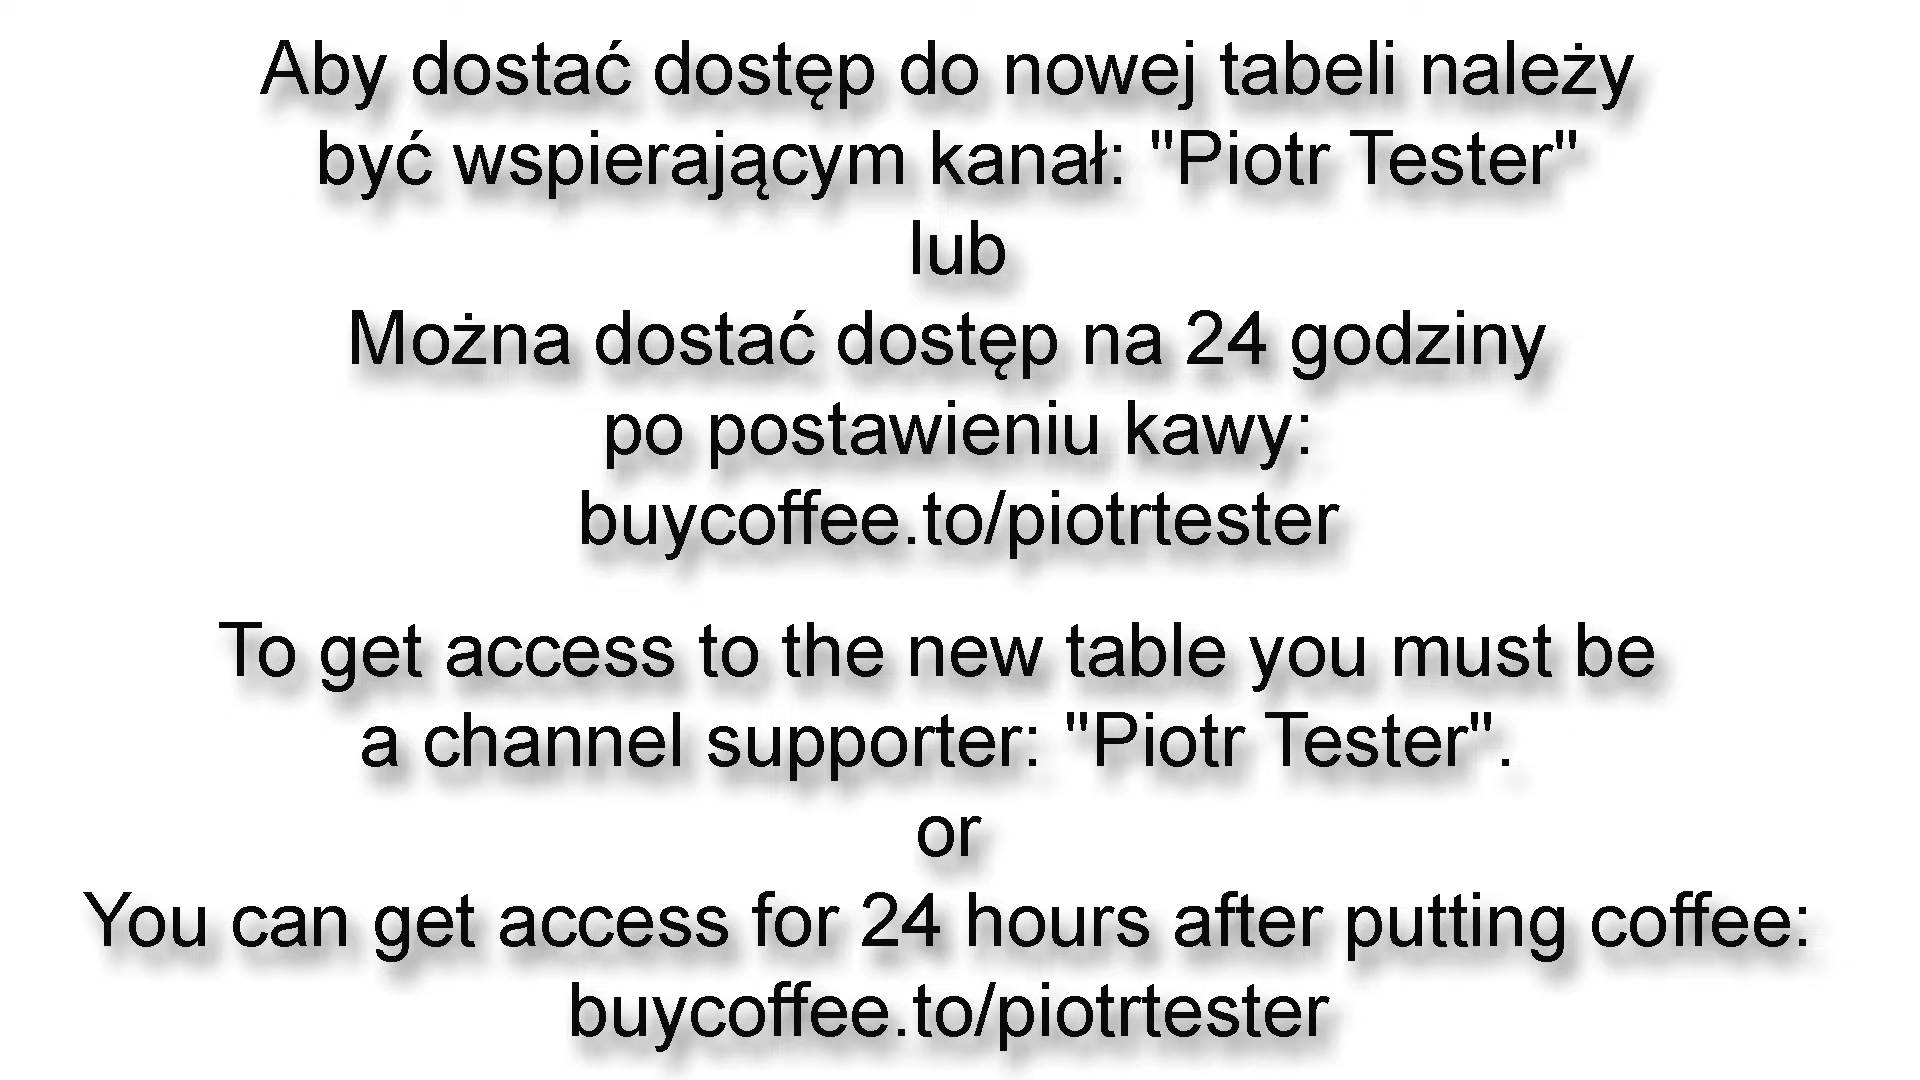 Aby dostać dostęp do nowej tabeli należy
być wspierającym kanał: "Piotr Tester"
lub
Można dostać dostęp na 24 godziny
po postawieniu kawy:
buycoffee.to/piotrtester
To get access to the new table you must be
a channel supporter: "Piotr Tester".
or
You can get access for 24 hours after putting coffee:
buycoffee.to/piotrtester